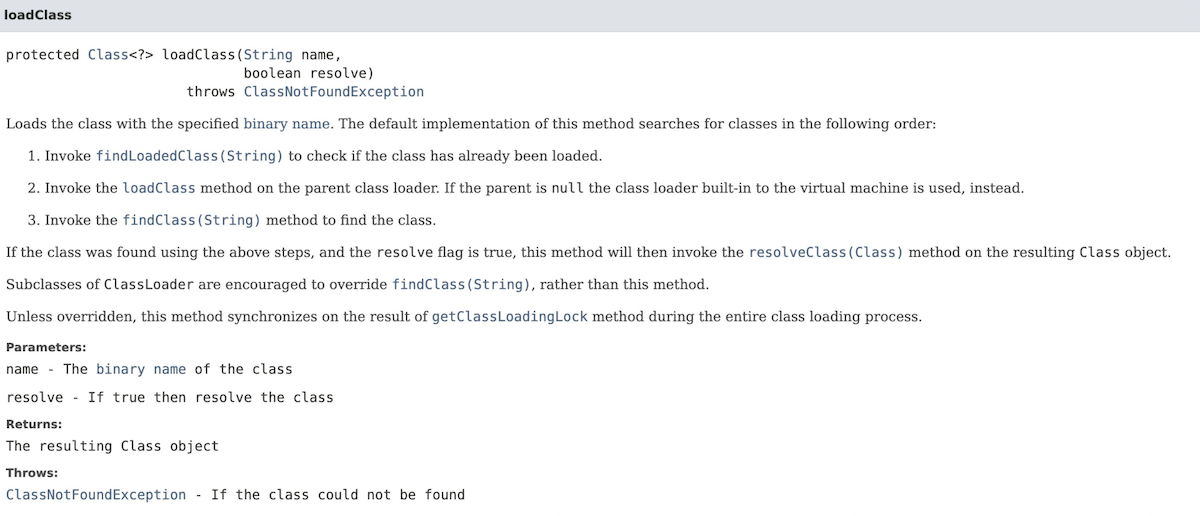 loadClass
protected Class<?> loadClass(String name,
boolean resolve)
throws ClassNotFoundException
Loads the class with the specified binary name. The default implementation of this method searches for classes in the following order:
1. Invoke findLoadedClass(String) to check if the class has already been loaded.
2. Invoke the loadClass method on the parent class loader. If the parent is null the class loader built-in to the virtual machine is used, instead.
3. Invoke the findClass(String) method to find the class.
If the class was found using the above steps, and the resolve flag is true, this method will then invoke the resolveClass(Class) method on the resulting Class object.
Subclasses of ClassLoader are encouraged to override findClass(String), rather than this method.
Unless overridden, this method synchronizes on the result of getClassLoadingLock method during the entire class loading process.
Parameters:
name - The binary name of the class
resolve - If true then resolve the class
Returns:
The resulting Class object
Throws:
ClassNotFoundException - If the class could not be found